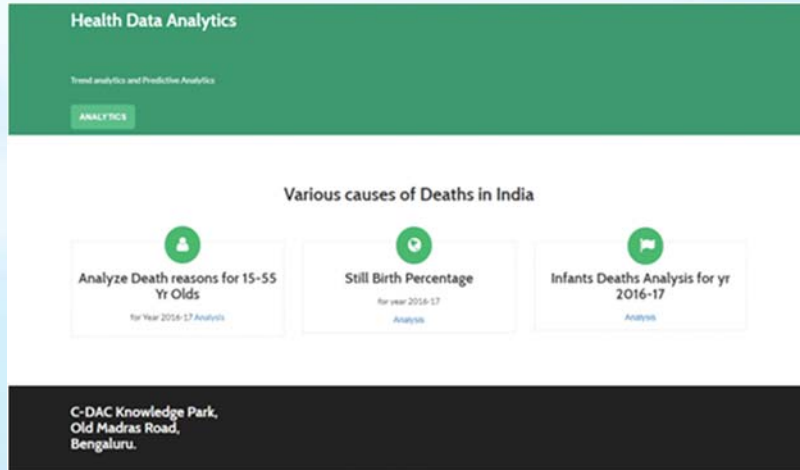 Health Data Analytics
Trend analytics and Predictive Analytics
ANALYTICS
Various causes of Deaths in India
Analyze Death reasons for 15-55
Yr Olds
for Year 2016-17 Analysis
Still Birth Percentage
for year 2016-17
Analysis
Infants Deaths Analysis for yr
2016-17
Analysis
C-DAC Knowledge Park,
Old Madras Road,
Bengaluru.